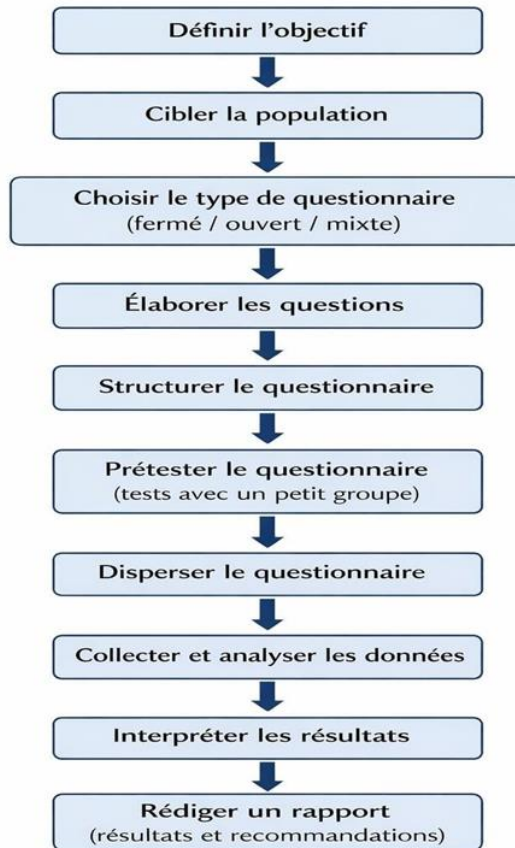 Définir l'objectif
Cibler la population
Choisir le type de questionnaire
(fermé / ouvert / mixte)
Élaborer les questions
Structurer le questionnaire
Prétester le questionnaire
(tests avec un petit groupe)
Disperser le questionnaire
Collecter et analyser les données
Interpréter les résultats
Rédiger un rapport
(résultats et recommandations)